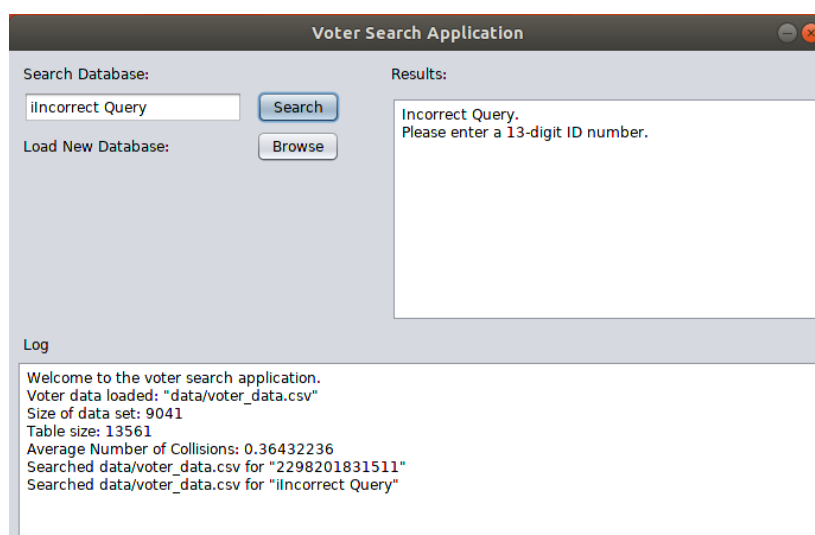 Voter Search Application
Search Database:
iIncorrect Query
Search
Load New Database:
Browse
Results:
Incorrect Query.
Please enter a 13-digit ID number.
Log
Welcome to the voter search application.
Voter data loaded: "data/voter_data.csv"
Size of data set: 9041
Table size: 13561
Average Number of Collisions: 0.36432236
Searched data/voter_data.csv for "2298201831511"
Searched data/voter_data.csv for "iIncorrect Query"